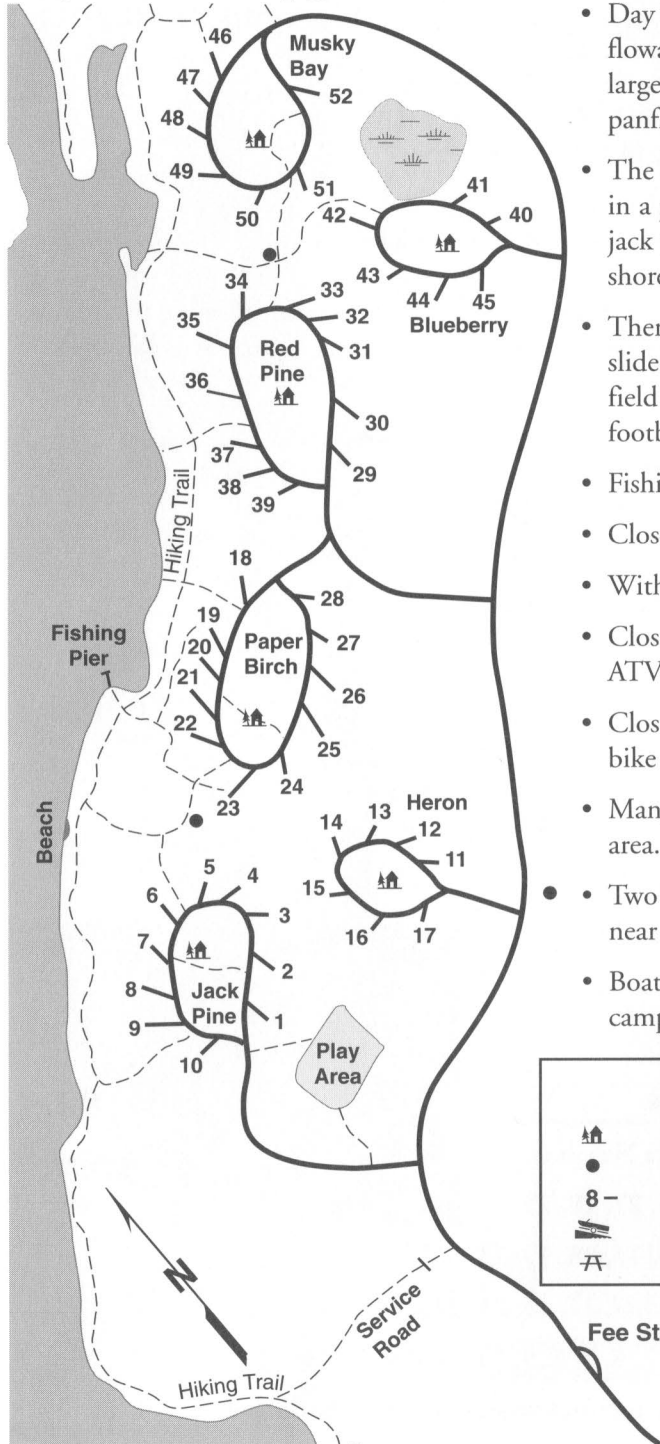 46
Musky
Bay
47
52
48
49
51
50
41
42
40
43
44
45
Blueberry
34
33
32
35
31
Red
Pine
36
30
37
29
38
39
Hiking Trail
18
28
19
Paper
Birch
27
20
21
26
22
25
23
24
Fishing
Pier
Beach
Heron
13
14
12
11
15
16
17
5
4
6
3
7
2
8
Jack
Pine
9
1
10
Play
Area
N
Service
Road
Hiking Trail
• Day
flowa
large
panf
• The
in a
jack
shor
• Ther
slide
field
footb
• Fishi
• Clos
• With
• Clos
ATV
• Clos
bike
• Man
area.
• Two
near
• Boat
camp
8 –
Fee St